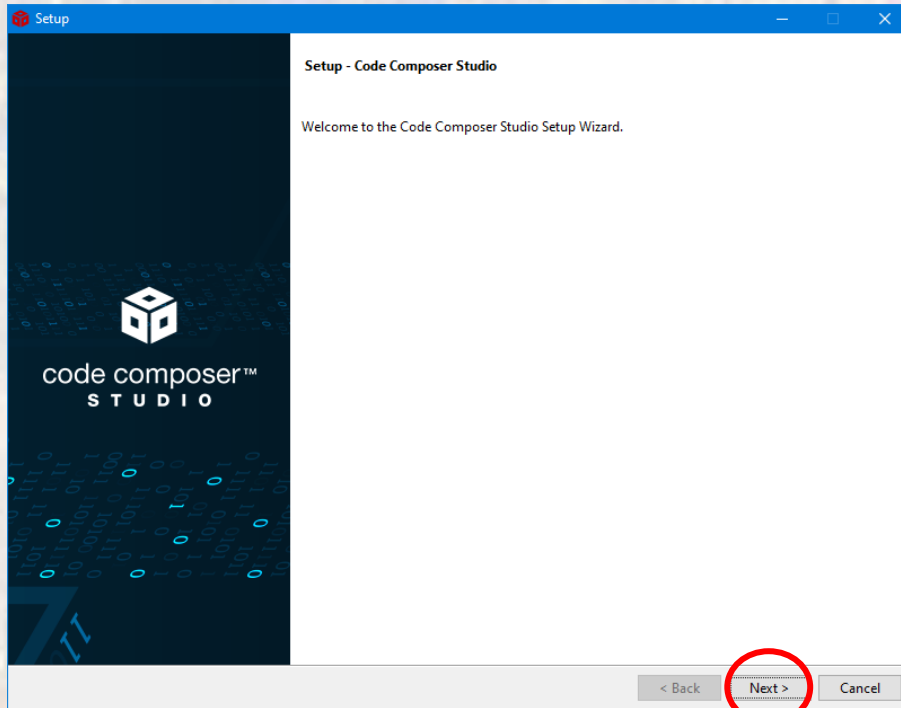 Setup
Setup - Code Composer Studio
Welcome to the Code Composer Studio Setup Wizard.
code composer™
STUDIO
< Back Next > Cancel